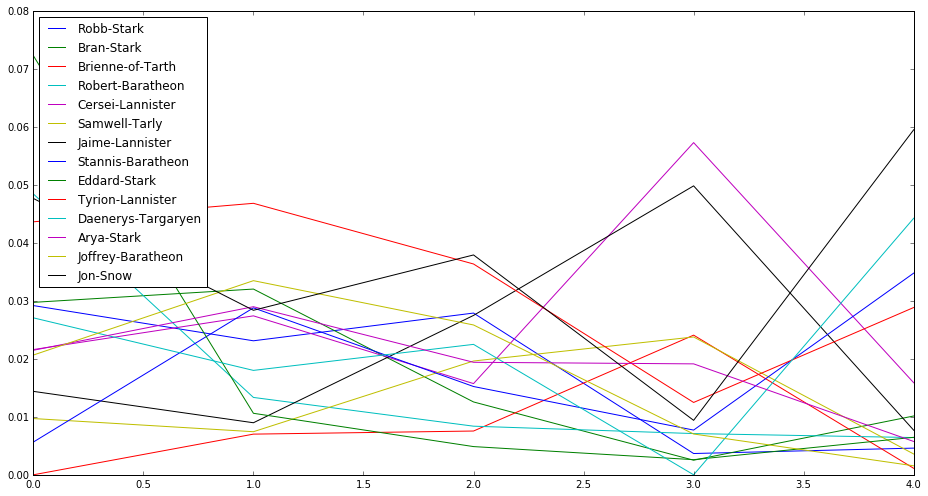 0.08
0.07
0.06
0.05
0.04
0.03
0.02
0.01
0.00
Robb-Stark
Bran-Stark
Brienne-of-Tarth
Robert-Baratheon
Cersei-Lannister
Samwell-Tarly
Jaime-Lannister
Stannis-Baratheon
Eddard-Stark
Tyrion-Lannister
Daenerys-Targaryen
Arya-Stark
Joffrey-Baratheon
Jon-Snow
0.0 0.5 1.0 1.5 2.0 2.5 3.0 3.5 4.0